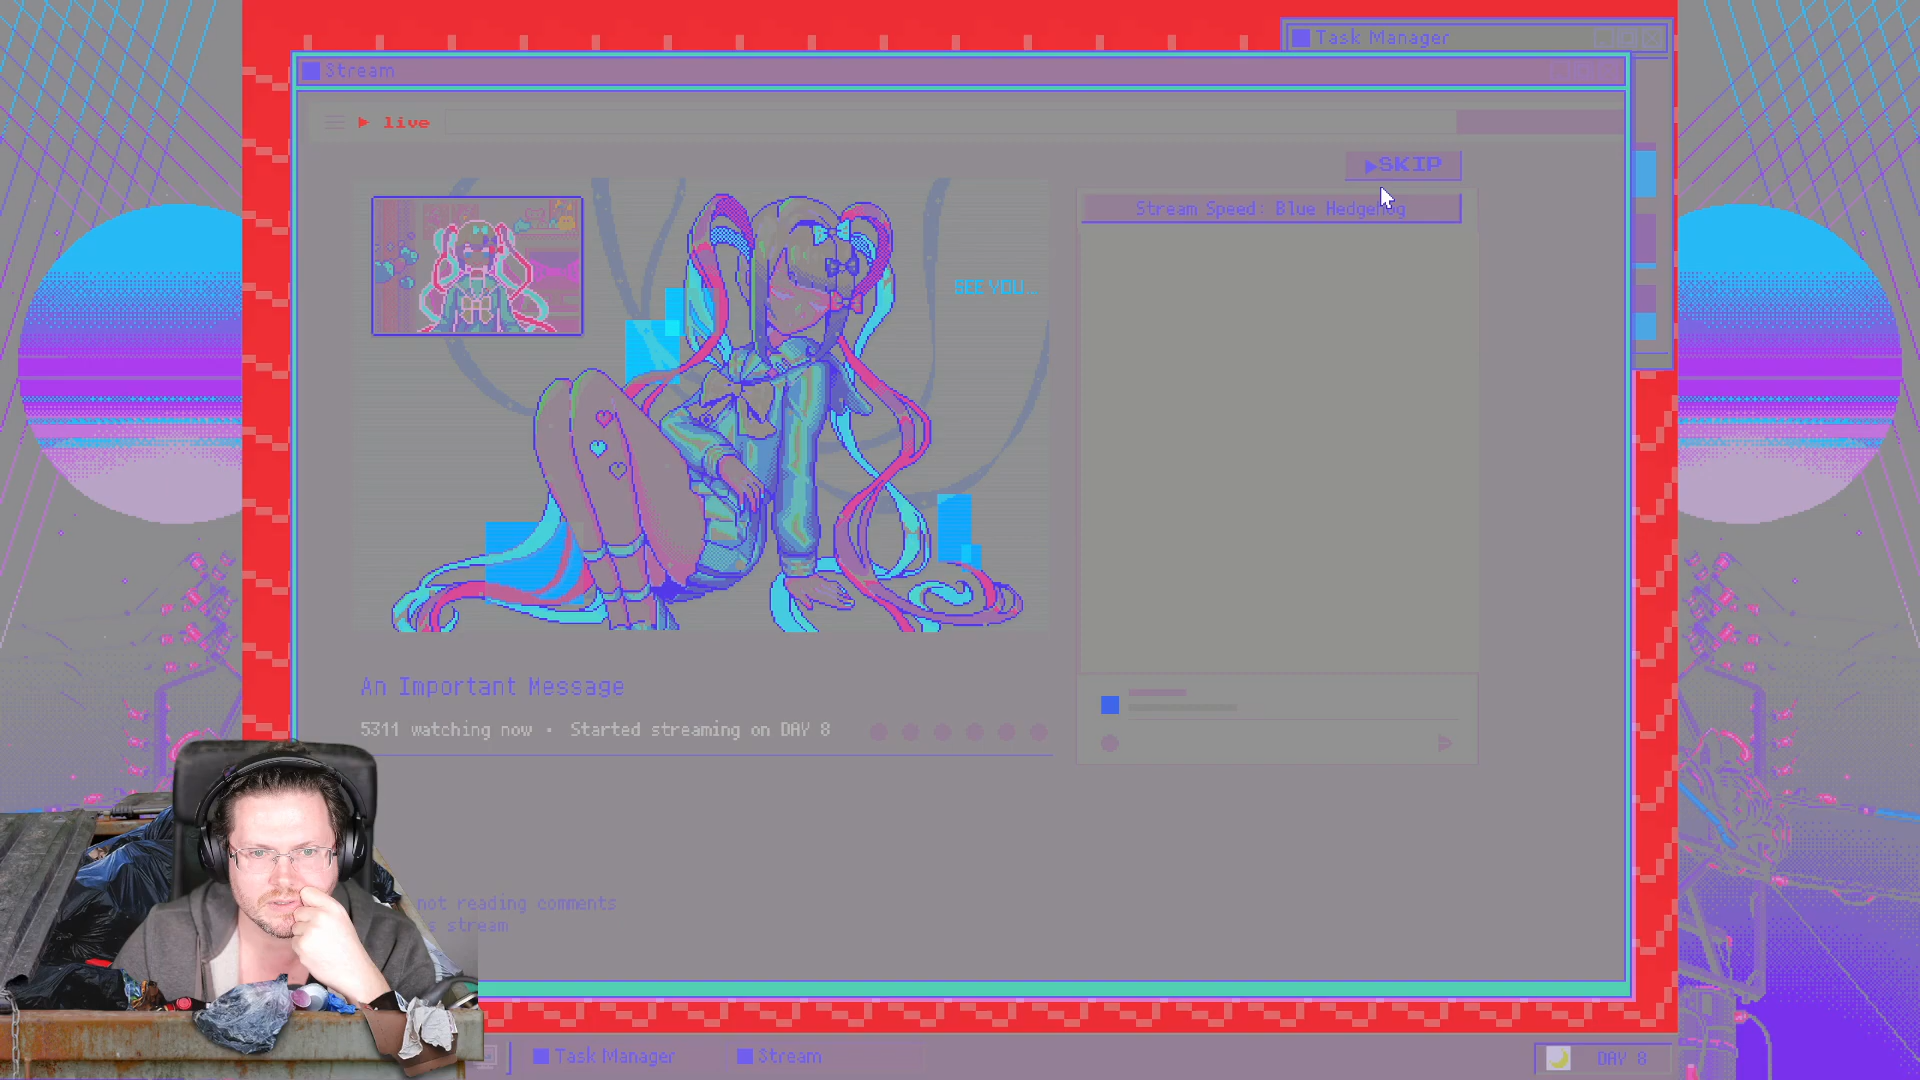 Task Manager
Stream
live
SKIP
Stream Speed: Blue Hedgehog
SEE YOU...
An Important Message
5311 watching now • Started streaming on DAY 8
not reading comments
s stream
Task Manager
Stream
DAY 8